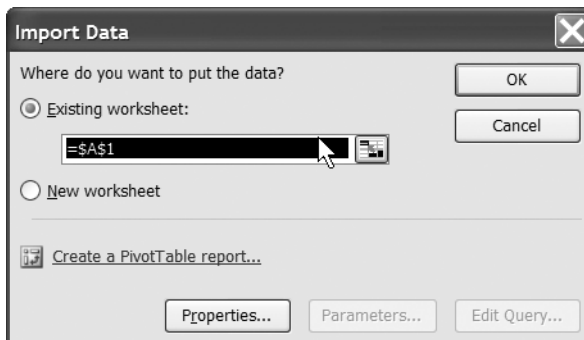 Import Data
Where do you want to put the data?
OK
Existing worksheet:
Cancel
=$A$1
New worksheet
Create a PivotTable report...
Properties... Parameters... Edit Query...